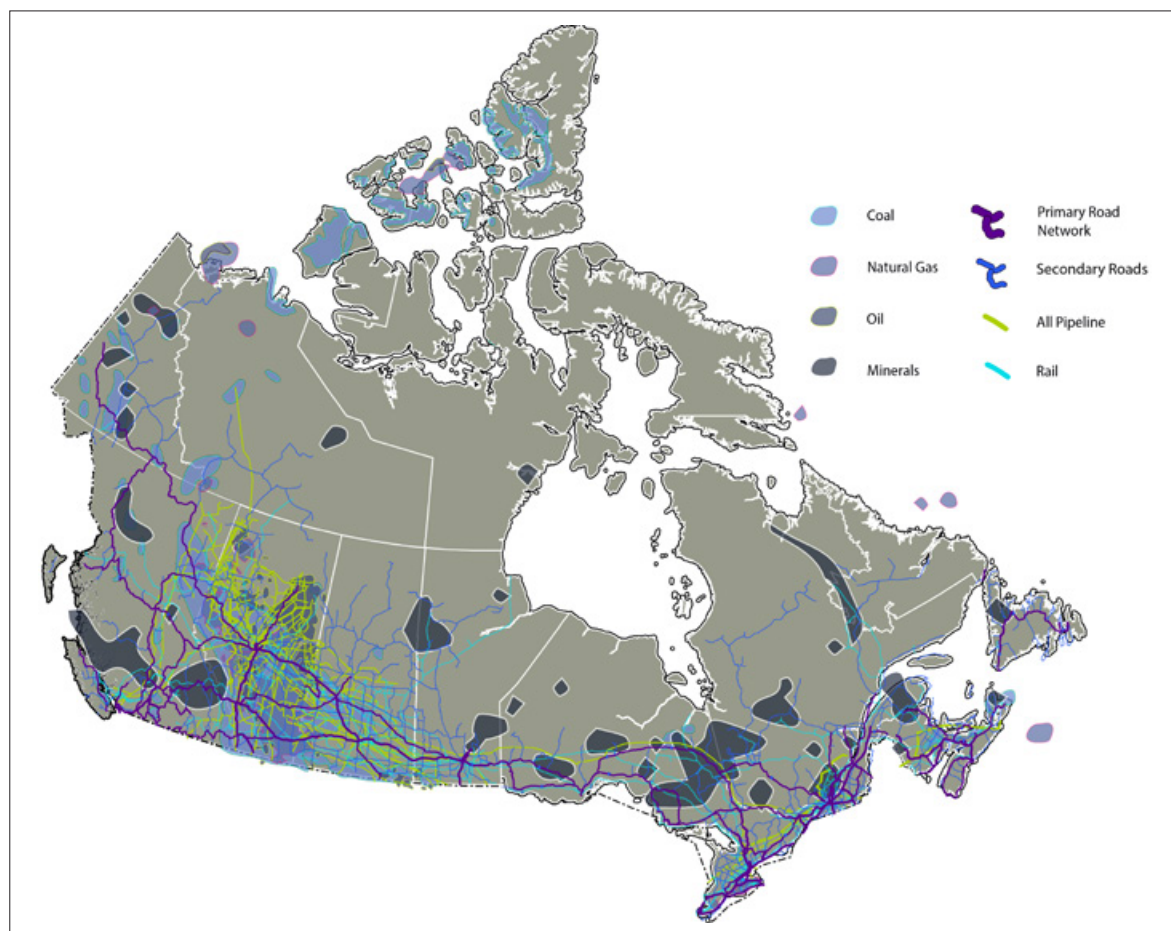 Coal
Natural Gas
Oil
Minerals
Primary Road
Network
Secondary Roads
All Pipeline
Rail